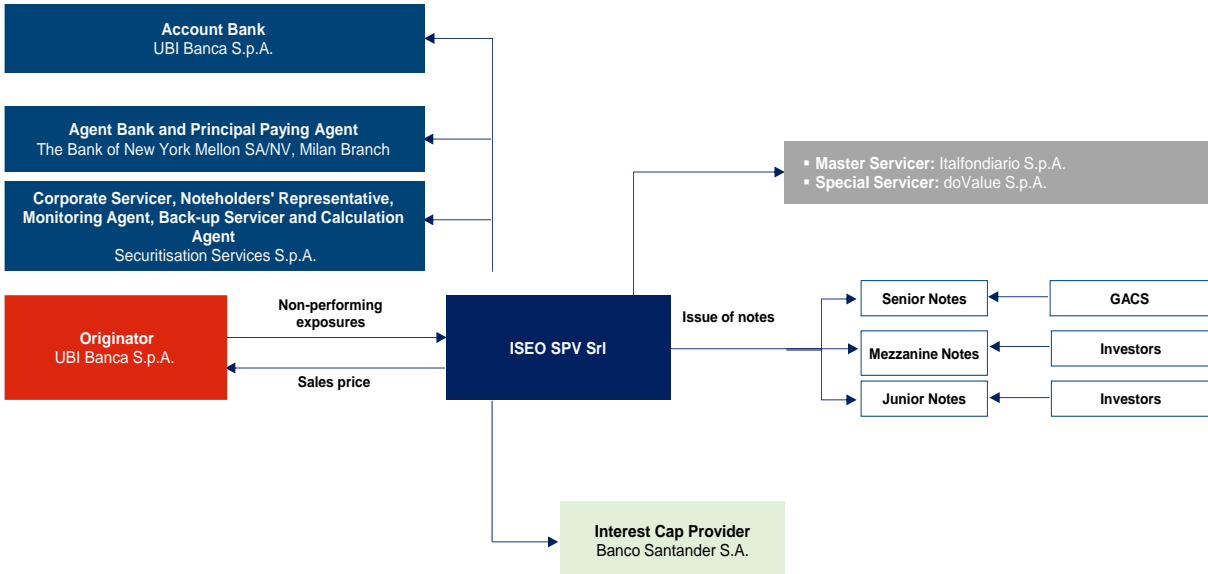 Account Bank
UBI Banca S.p.A.
Agent Bank and Principal Paying Agent
The Bank of New York Mellon SA/NV, Milan Branch
▪ Master Servicer: Italfondiario S.p.A.
▪ Special Servicer: doValue S.p.A.
Corporate Servicer, Noteholders' Representative,
Monitoring Agent, Back-up Servicer and Calculation
Agent
Securitisation Services S.p.A.
Originator
UBI Banca S.p.A.
Non-performing
exposures
Sales price
ISEO SPV Srl
Issue of notes
Senior Notes
GACS
Mezzanine Notes
Investors
Junior Notes
Investors
Interest Cap Provider
Banco Santander S.A.